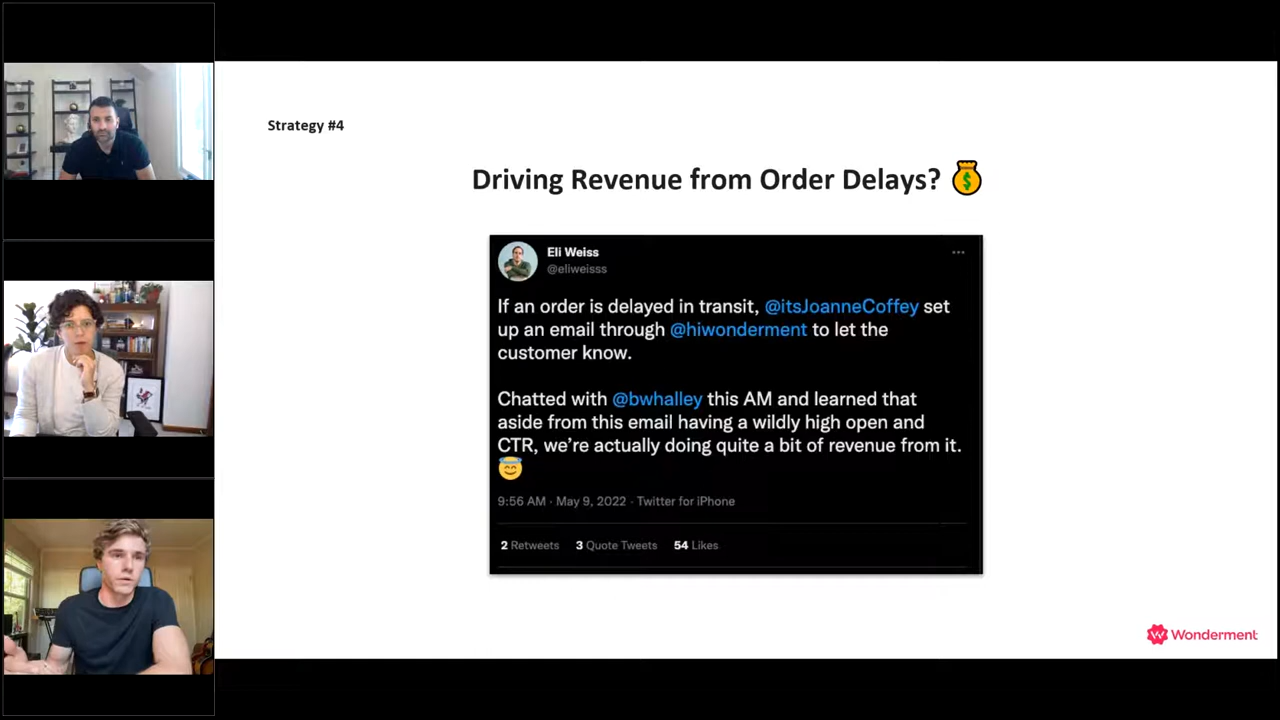 Strategy #4
Driving Revenue from Order Delays? 💰
Eli Weiss
@eliweisss
If an order is delayed in transit, @itsJoanneCoffey set
up an email through @hiwonderment to let the
customer know.
Chatted with @bwhalley this AM and learned that
aside from this email having a wildly high open and
CTR, we’re actually doing quite a bit of revenue from it.
😇
9:56 AM · May 9, 2022 · Twitter for iPhone
2 Retweets 3 Quote Tweets 54 Likes
Wonderment